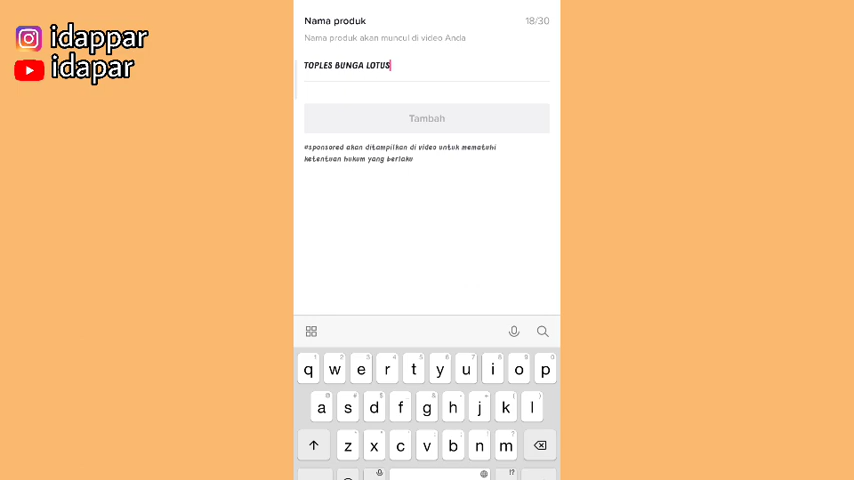 idappar
idapar
Nama produk 18/30
Nama produk akan muncul di video Anda
TOPLES BUNGA LOTUS
Tambah
#sponsored akan ditampilkan di video untuk mematuhi
ketentuan hukum yang berlaku
q w e r t y u i o p
a s d f g h j k l
z x c v b n m